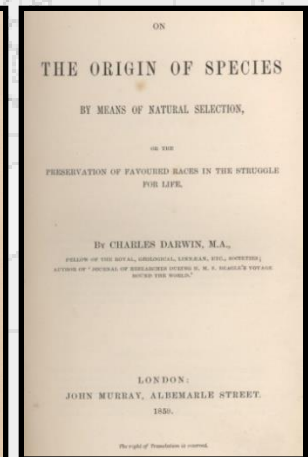 ON
THE ORIGIN OF SPECIES
BY MEANS OF NATURAL SELECTION,
OR THE
PRESERVATION OF FAVOURED RACES IN THE STRUGGLE
FOR LIFE.
BY CHARLES DARWIN, M.A.,
FELLOW OF THE ROYAL, GEOLOGICAL, LINNÆAN, ETC., SOCIETIES;
AUTHOR OF 'JOURNAL OF RESEARCHES DURING H. M. S. BEAGLE'S VOYAGE
ROUND THE WORLD.'
LONDON:
JOHN MURRAY, ALBEMARLE STREET.
1859.
The right of Translation is reserved.